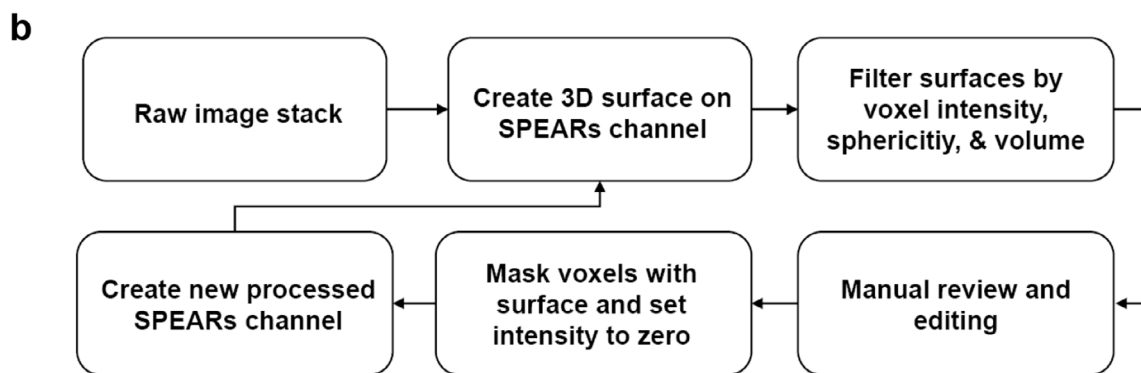 b
Raw image stack
Create 3D surface on
SPEARs channel
Filter surfaces by
voxel intensity,
sphericitiy, & volume
Manual review and
editing
Mask voxels with
surface and set
intensity to zero
Create new processed
SPEARs channel